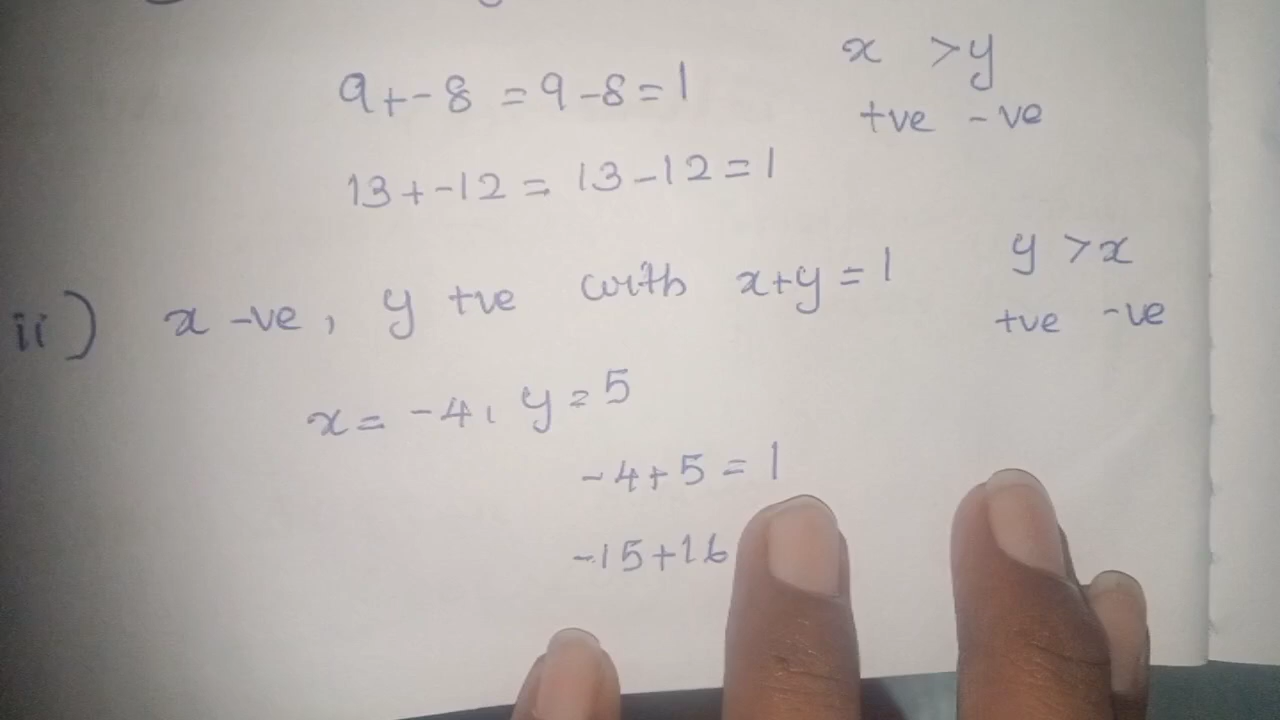 9+-8 = 9-8 = 1
x > y
+ve -ve
13+-12 = 13-12 = 1
ii) x -ve, y +ve with x+y = 1
y > x
+ve -ve
x = -4, y = 5
-4+5 = 1
-15+16